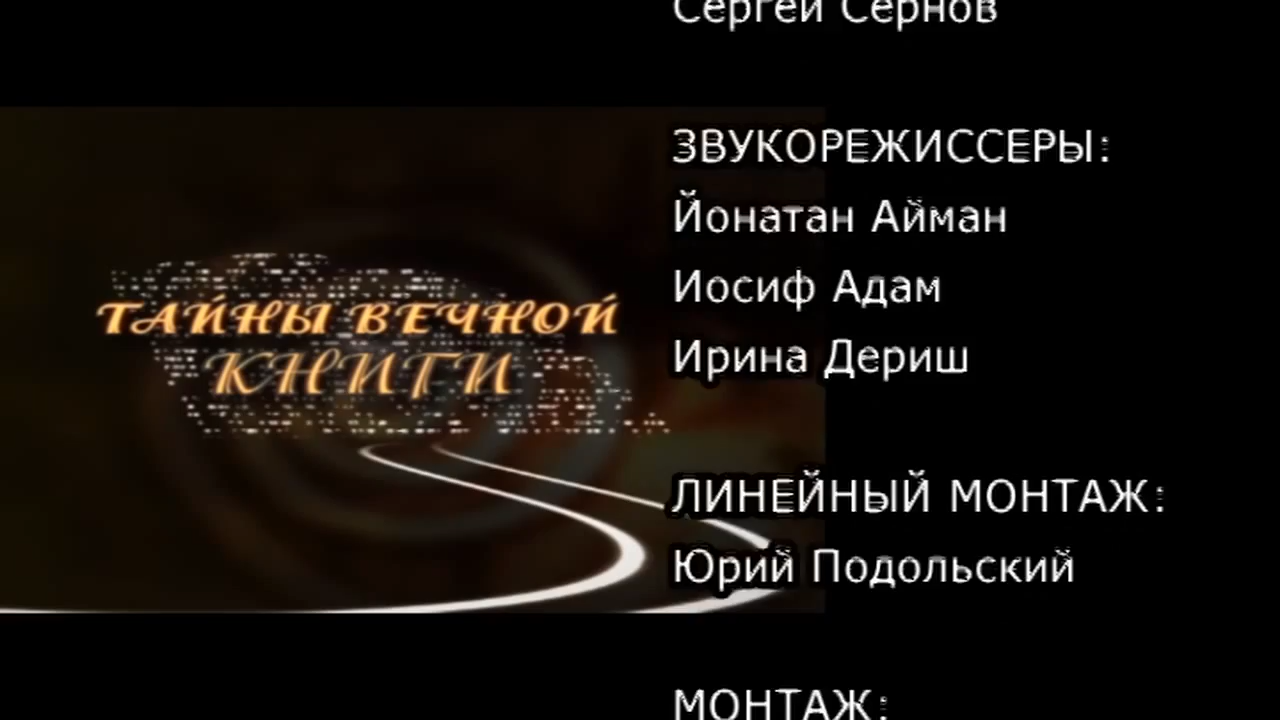 Сергей Сернов
ЗВУКОРЕЖИССЕРЫ:
Йонатан Айман
Иосиф Адам
Ирина Дериш
ТАЙНЫ ВЕЧНОЙ
КНИГИ
ЛИНЕЙНЫЙ МОНТАЖ:
Юрий Подольский
МОНТАЖ: